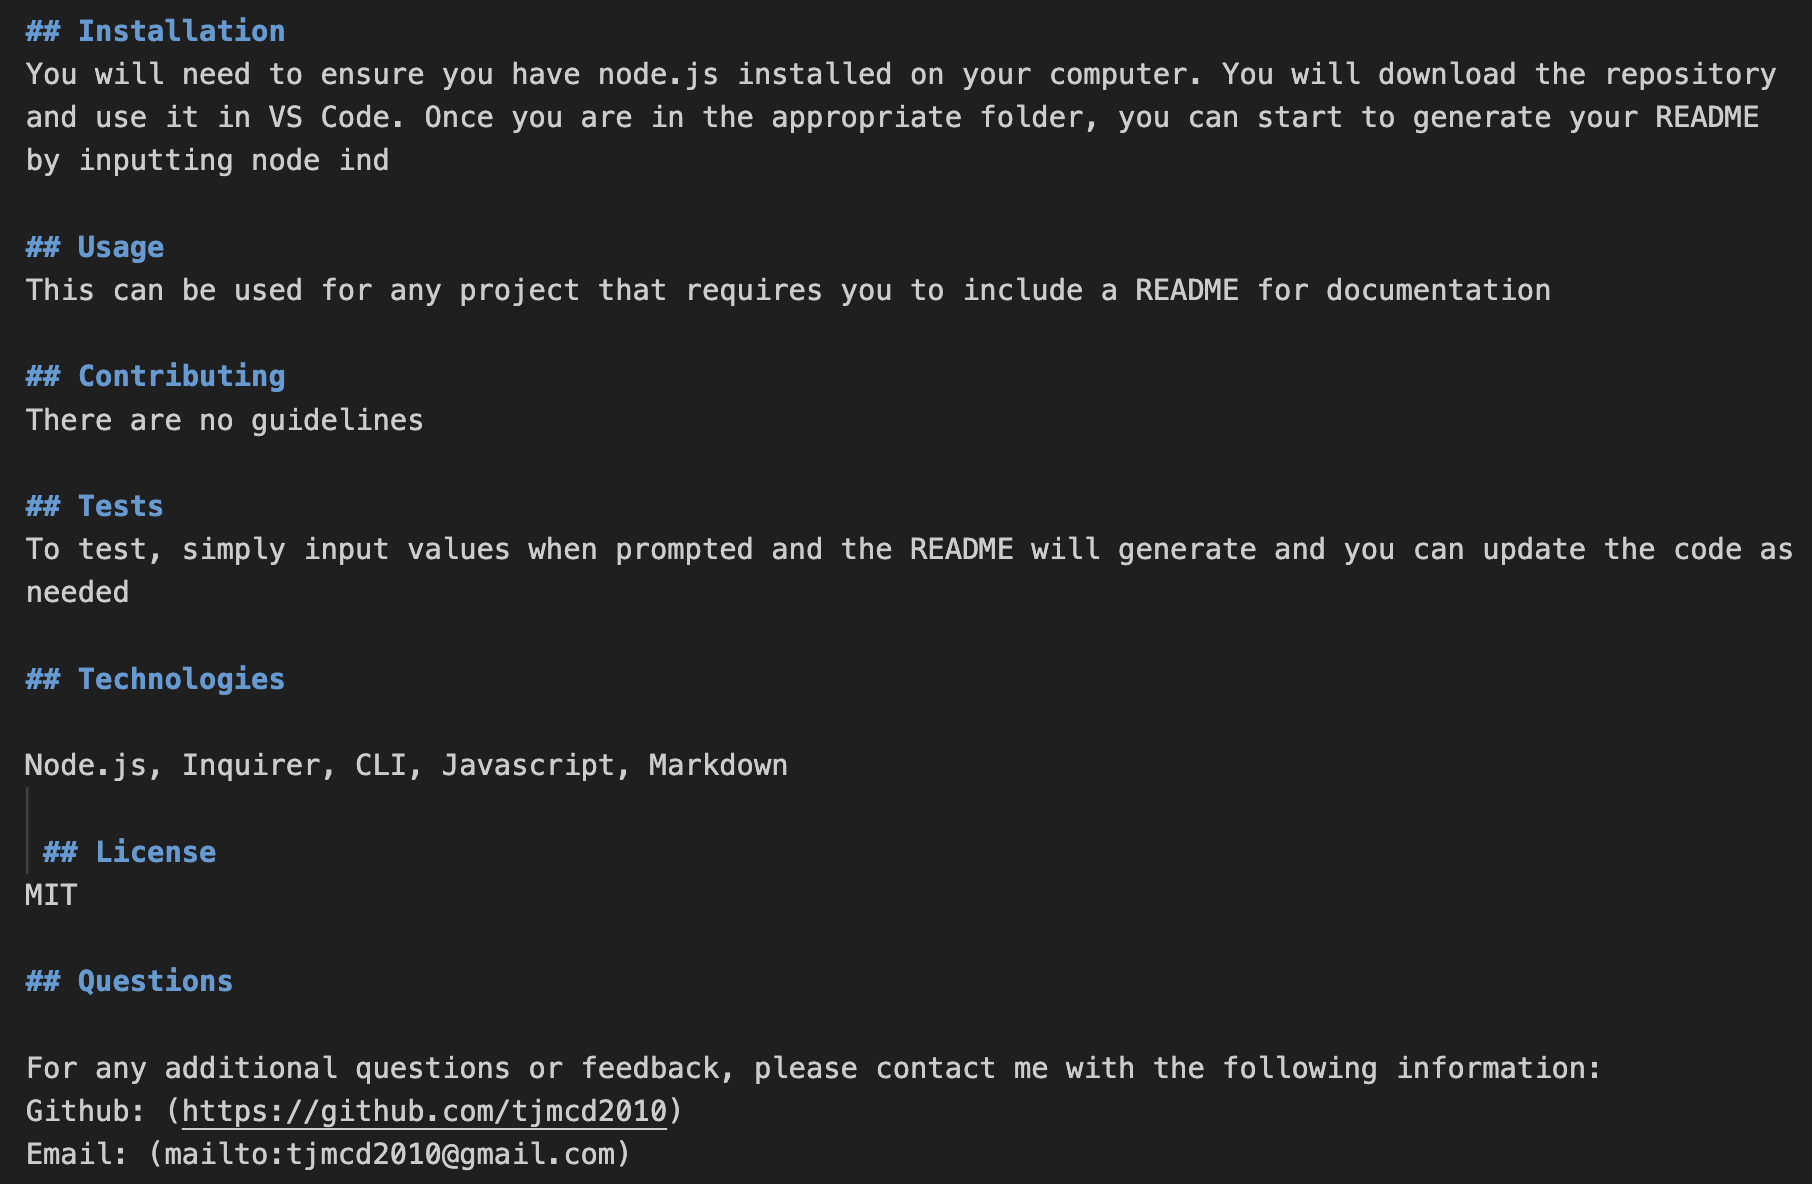 ## Installation
You will need to ensure you have node.js installed on your computer. You will download the repository
and use it in VS Code. Once you are in the appropriate folder, you can start to generate your README
by inputting node ind
## Usage
This can be used for any project that requires you to include a README for documentation
## Contributing
There are no guidelines
## Tests
To test, simply input values when prompted and the README will generate and you can update the code as
needed
## Technologies
Node.js, Inquirer, CLI, Javascript, Markdown
## License
MIT
## Questions
For any additional questions or feedback, please contact me with the following information:
Github: (https://github.com/tjmcd2010)
Email: (mailto:tjmcd2010@gmail.com)